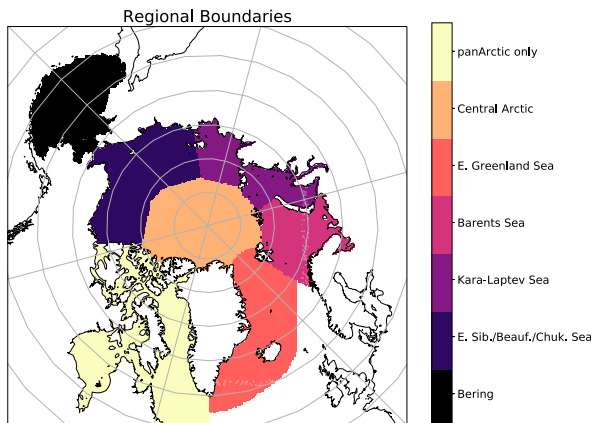 Regional Boundaries
panArctic only
Central Arctic
E. Greenland Sea
Barents Sea
Kara-Laptev Sea
E. Sib./Beauf./Chuk. Sea
Bering